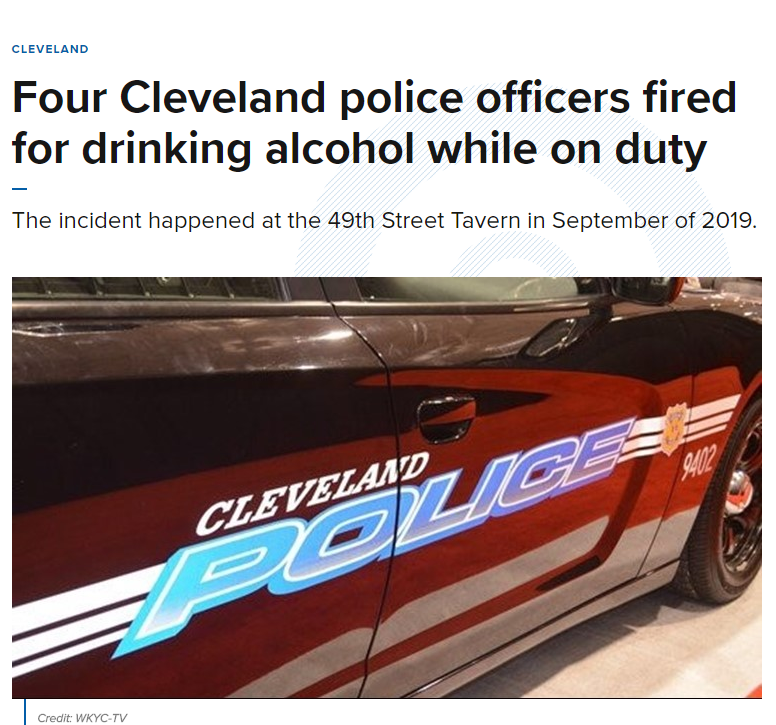 CLEVELAND
Four Cleveland police officers fired
for drinking alcohol while on duty
The incident happened at the 49th Street Tavern in September of 2019.
CLEVELAND
POLICE
9402
Credit: WKYC-TV